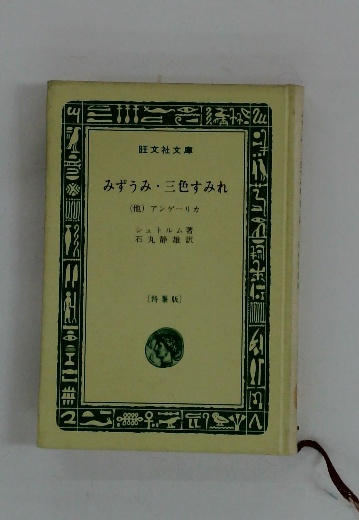 旺文社文庫
みずうみ・三色すみれ
(他) アンゲーリカ
シュトルム著
石丸静雄訳
[特製版]